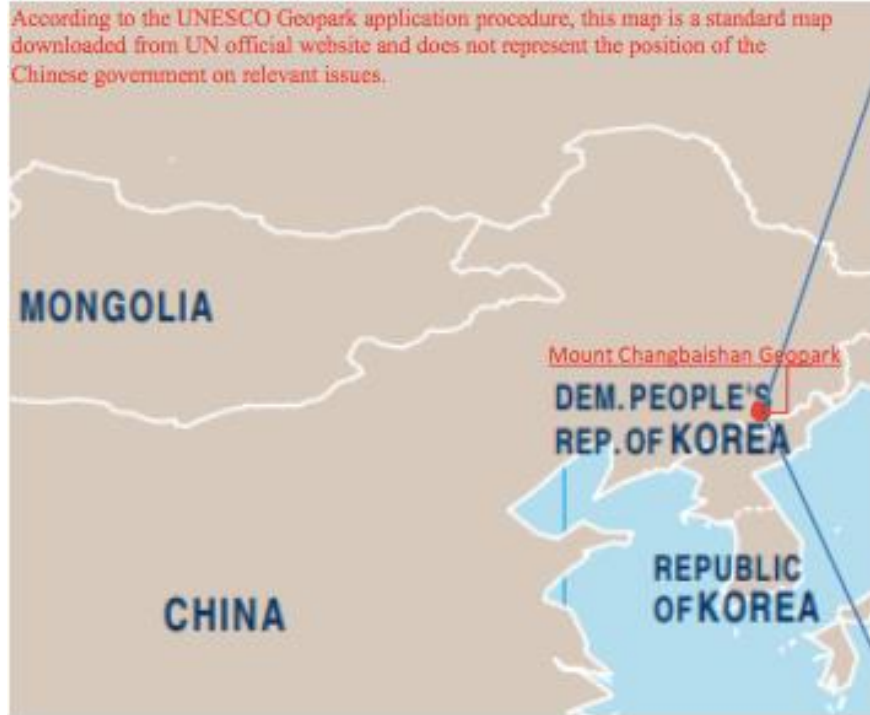 According to the UNESCO Geopark application procedure, this map is a standard map
downloaded from UN official website and does not represent the position of the
Chinese government on relevant issues.
MONGOLIA
Mount Changbaishan Geopark
DEM. PEOPLE'S
REP. OF KOREA
REPUBLIC
OF KOREA
CHINA